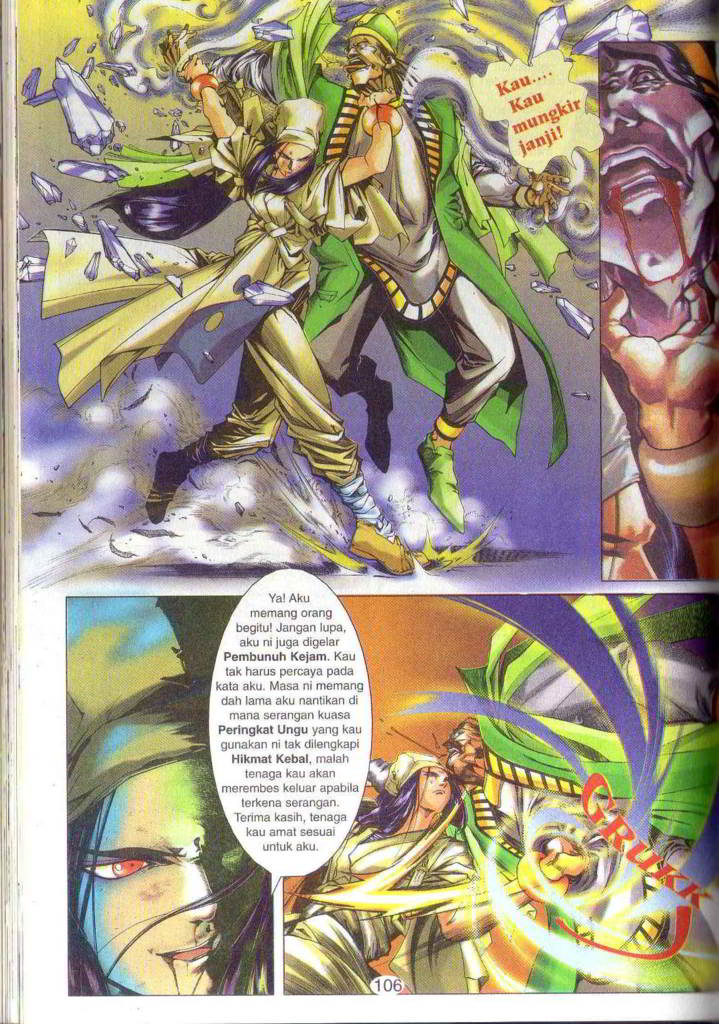 Kau....
Kau
mungkir
janji!
Ya! Aku
memang orang
begitu! Jangan lupa,
aku ni juga digelar
Pembunuh Kejam. Kau
tak harus percaya pada
kata aku. Masa ni memang
dah lama aku nantikan di
mana serangan kuasa
Peringkat Ungu yang kau
gunakan ni tak dilengkapi
Hikmat Kebal, malah
tenaga kau akan
merembes keluar apabila
terkena serangan.
Terima kasih, tenaga
kau amat sesuai
untuk aku.
GRUKK
106